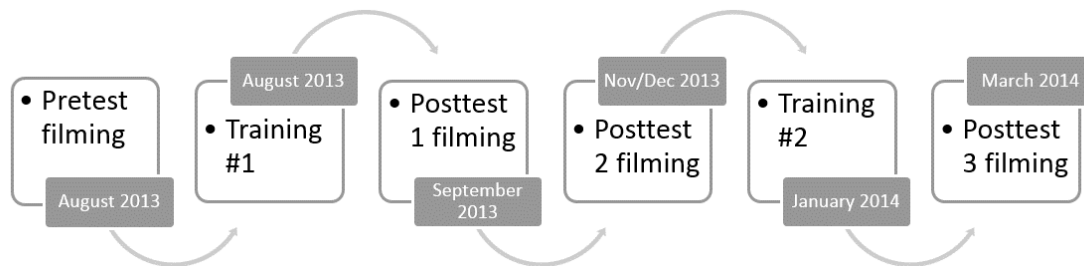 • Pretest
filming
August 2013
August 2013
• Training
#1
• Posttest
1 filming
September
2013
Nov/Dec 2013
• Posttest
2 filming
• Training
#2
January 2014
March 2014
• Posttest
3 filming